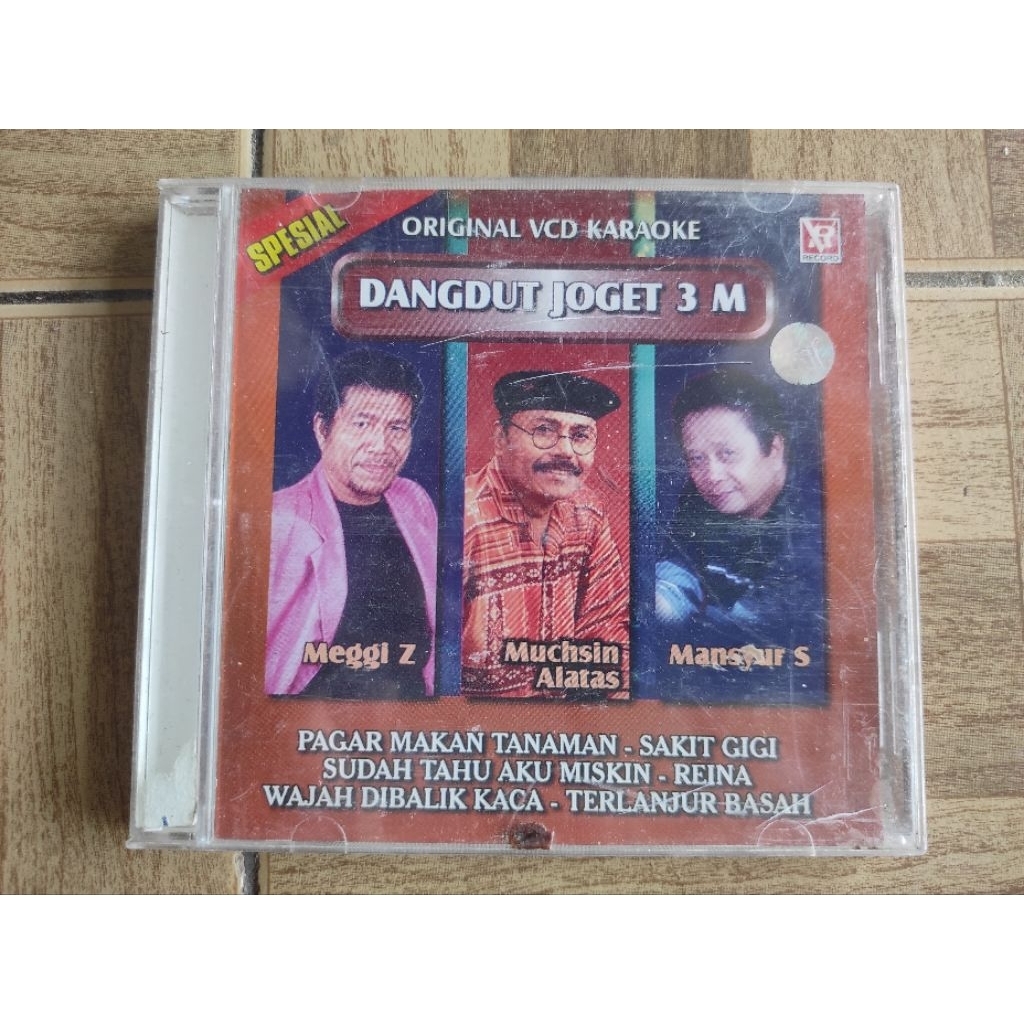 SPESIAL
ORIGINAL VCD KARAOKE
RECORD
DANGDUT JOGET 3 M
Meggi Z
Muchsin
Alatas
Mansyur S
PAGAR MAKAN TANAMAN - SAKIT GIGI
SUDAH TAHU AKU MISKIN - REINA
WAJAH DIBALIK KACA - TERLANJUR BASAH